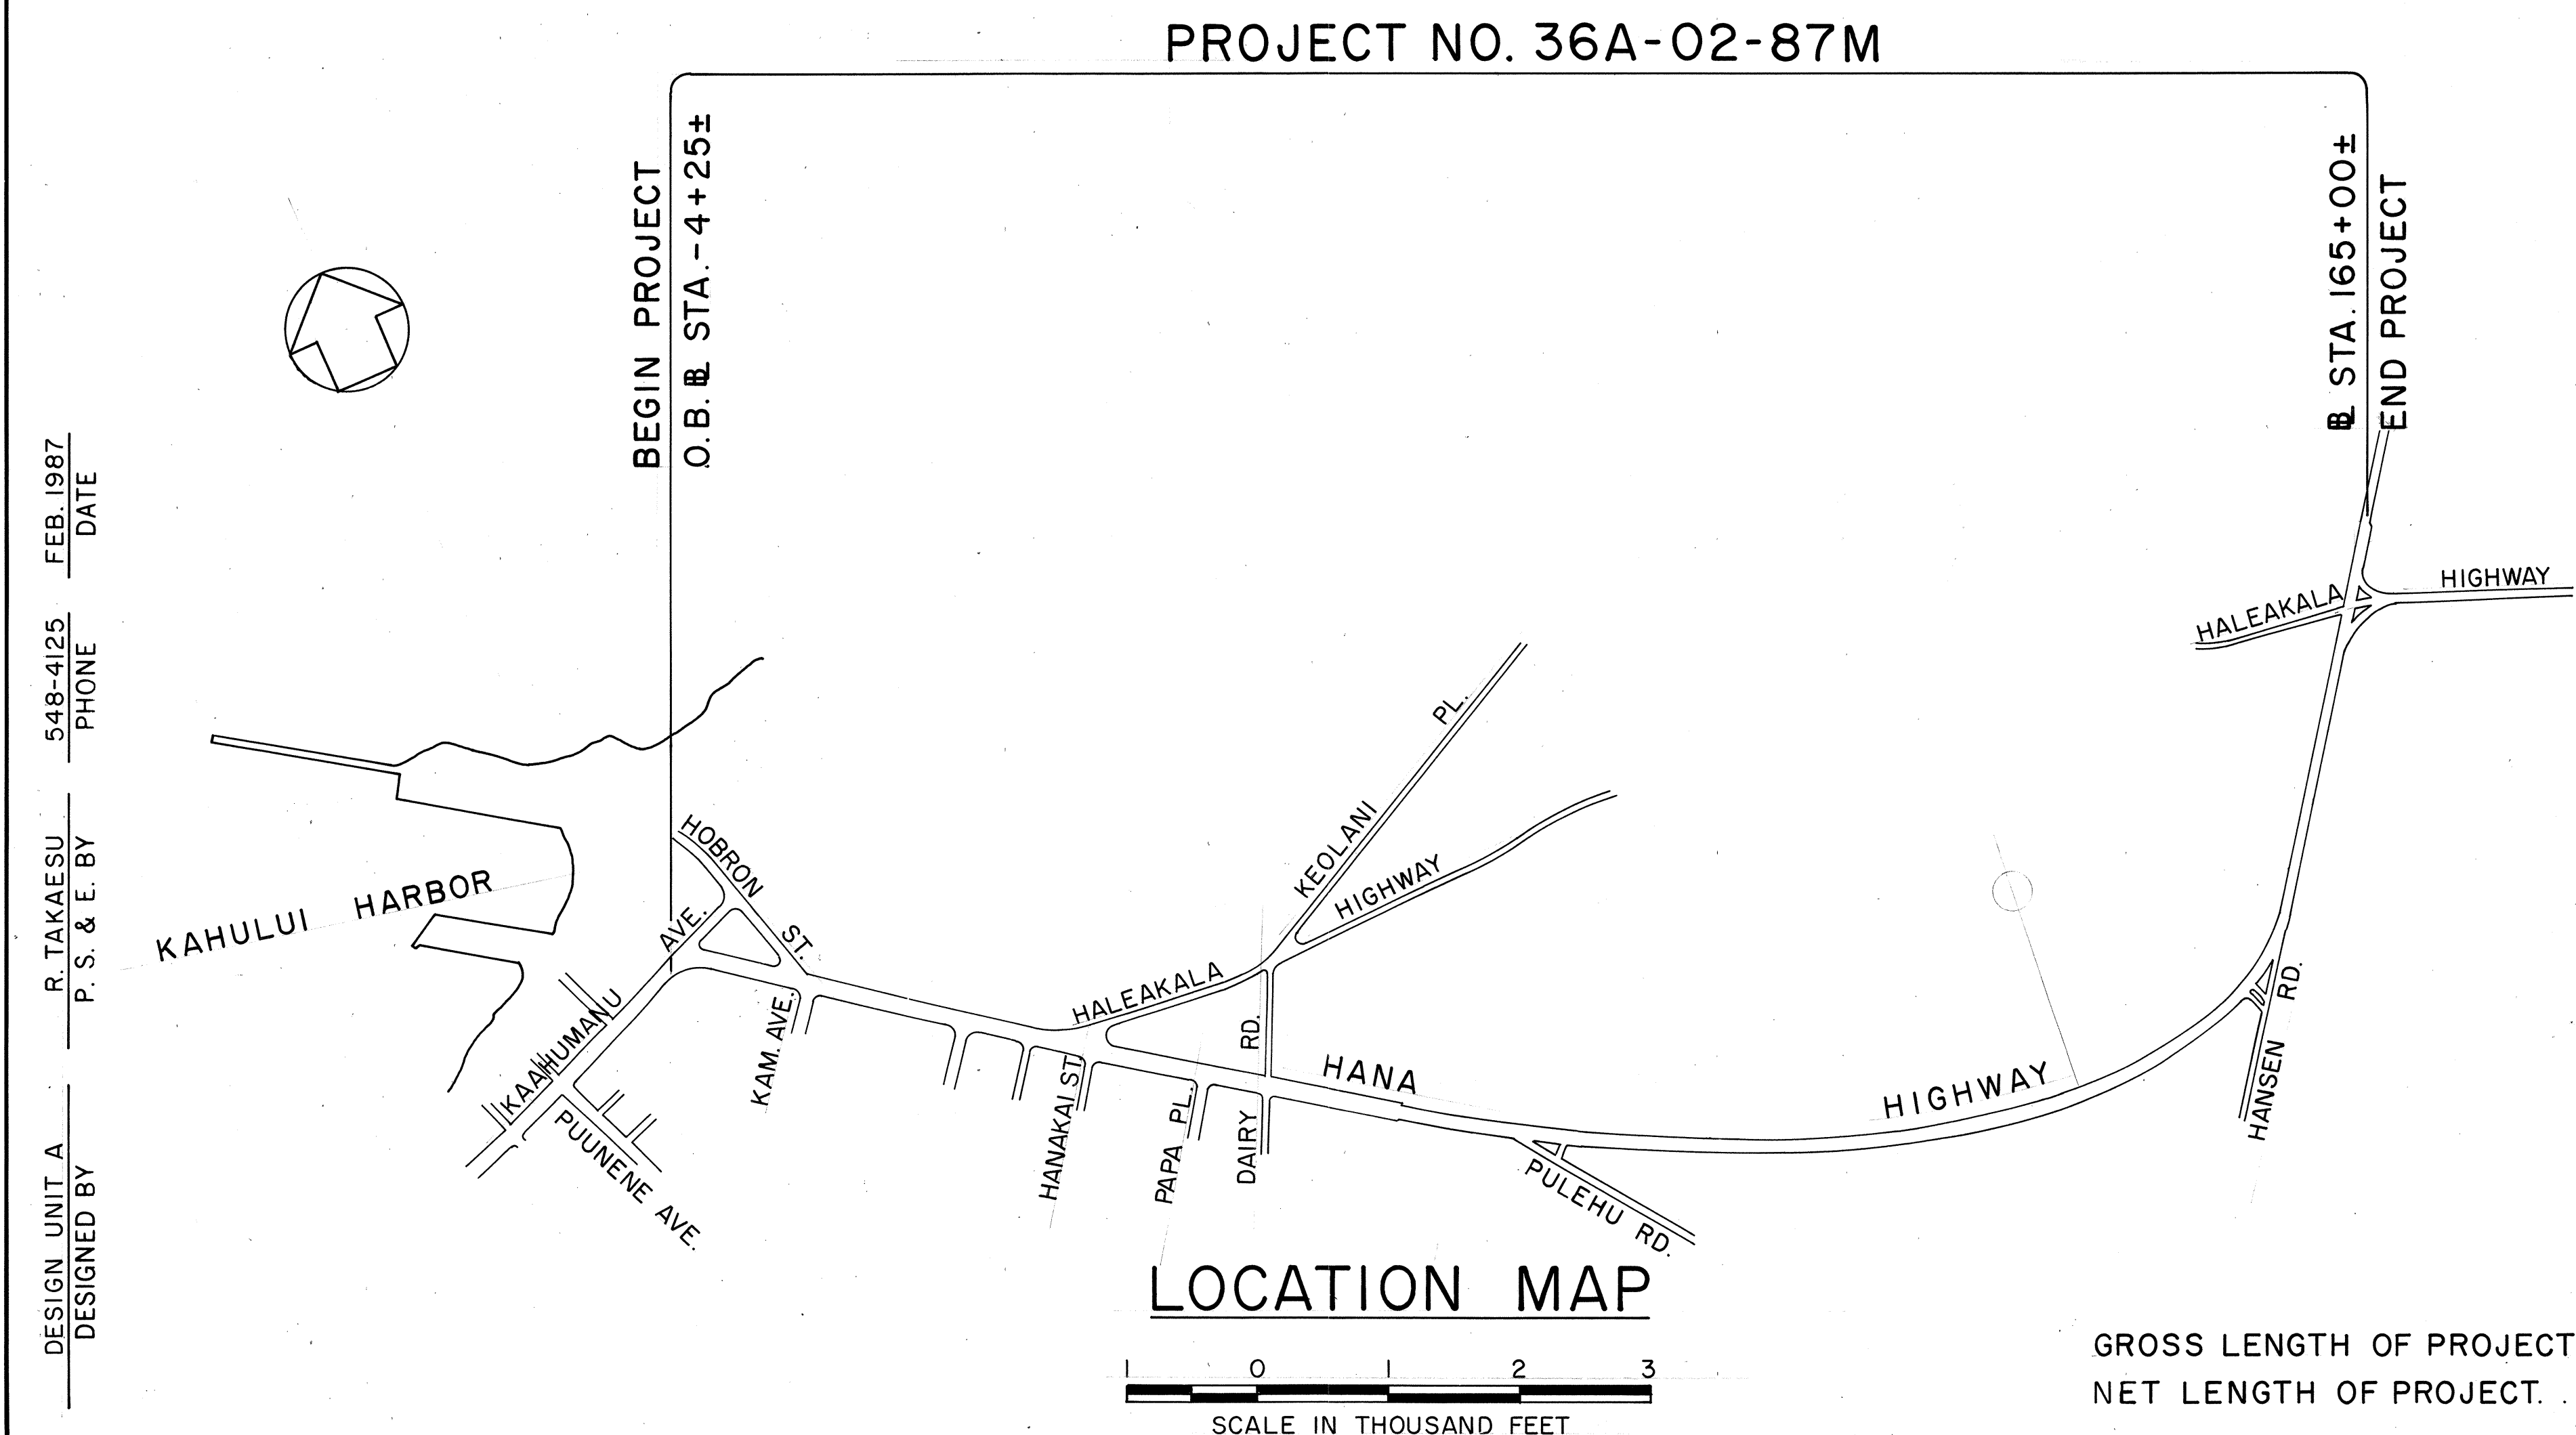 PROJECT NO. 36A-02-87M
BEGIN PROJECT
O.B. BL STA.-4+25±
BL STA. 165+00±
END PROJECT
FEB. 1987
DATE
548-4125
PHONE
R. TAKAESU
P. S. & E. BY
DESIGN UNIT A
DESIGNED BY
KAHULUI HARBOR
HOBRON ST.
KAAHUMANU AVE.
PUUNENE AVE.
KAM. AVE.
HANAKAI ST.
PAPA PL.
DAIRY RD.
HALEAKALA HIGHWAY
KEOLANI PL.
HANA HIGHWAY
PULEHU RD.
HANSEN RD.
HALEAKALA HIGHWAY
LOCATION MAP
1 0 1 2 3
SCALE IN THOUSAND FEET
GROSS LENGTH OF PROJECT
NET LENGTH OF PROJECT. .